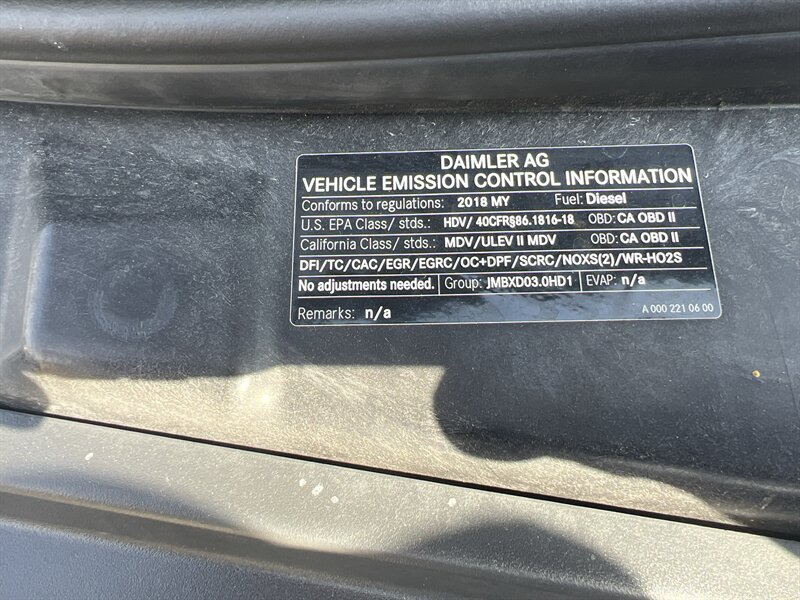 DAIMLER AG
VEHICLE EMISSION CONTROL INFORMATION
Conforms to regulations: 2018 MY Fuel: Diesel
U.S. EPA Class/ stds.: HDV/ 40CFR§86.1816-18 OBD: CA OBD II
California Class/ stds.: MDV/ULEV II MDV OBD: CA OBD II
DFI/TC/CAC/EGR/EGRC/OC+DPF/SCRC/NOXS(2)/WR-HO2S
No adjustments needed. Group: JMBXD03.0HD1 EVAP: n/a
Remarks: n/a A 000 221 06 00